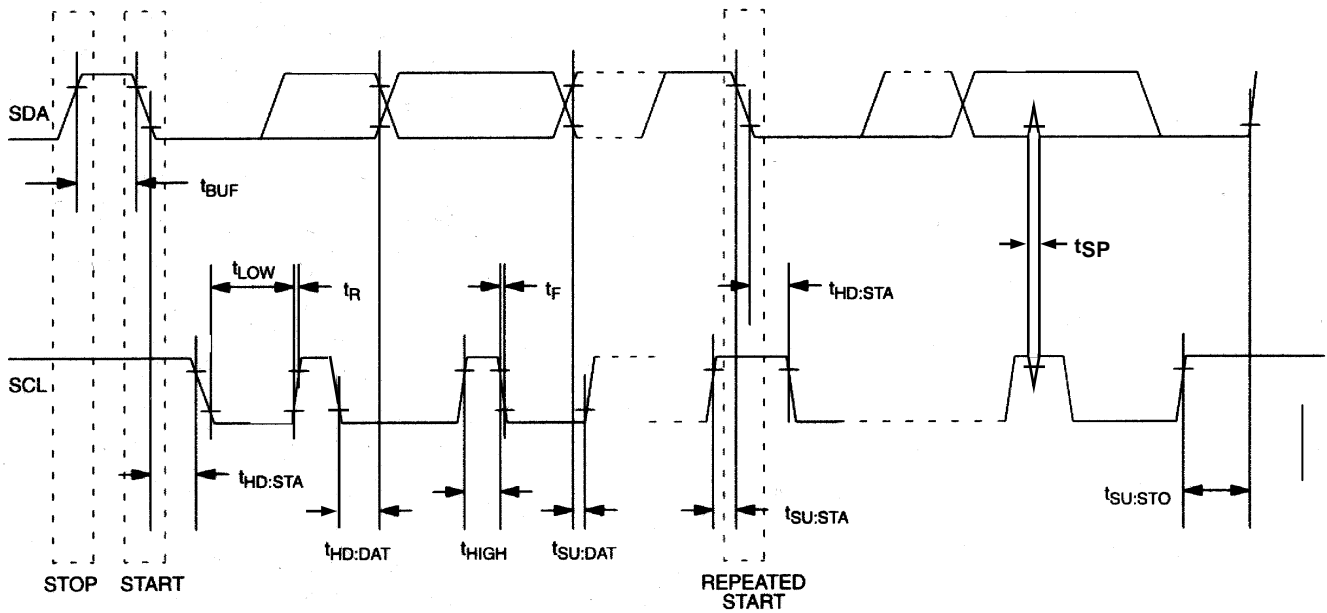 SDA
tBUF
tSP
tLOW
tR
tF
tHD:STA
SCL
tHD:STA
tHD:DAT
tHIGH
tSU:DAT
tSU:STA
tSU:STO
STOP
START
REPEATED
START